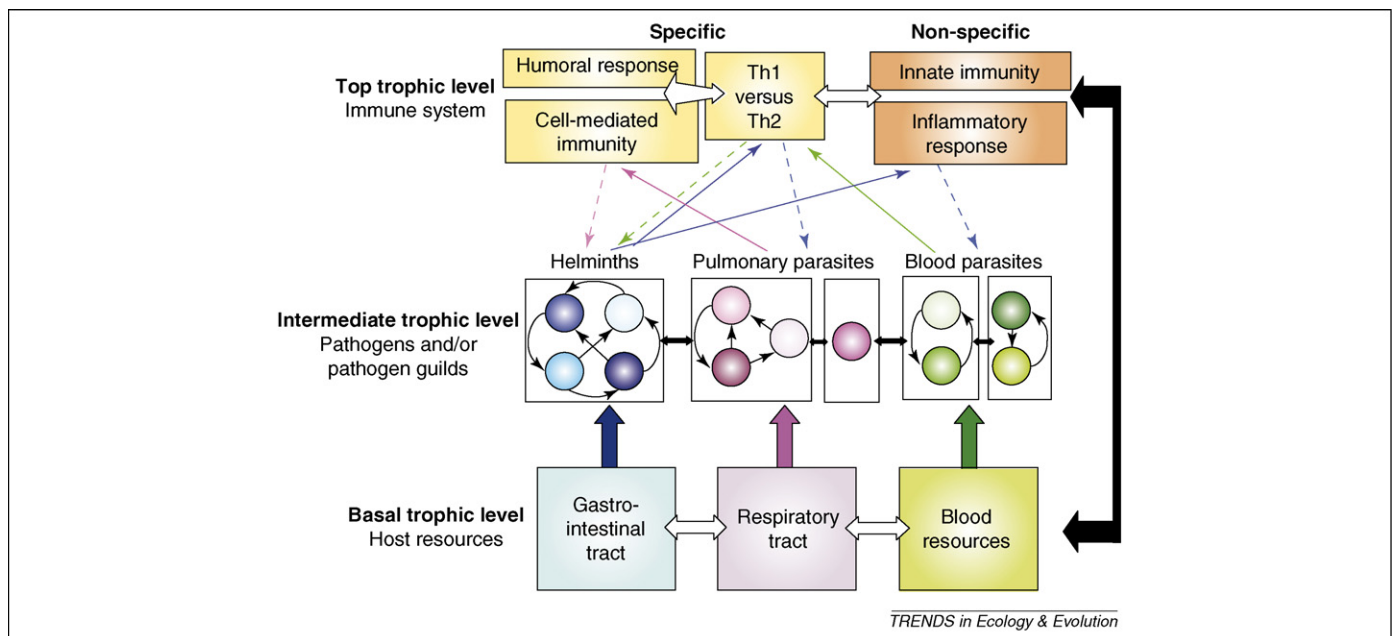 Specific
Non-specific
Top trophic level
Immune system
Humoral response
Cell-mediated
immunity
Th1
versus
Th2
Innate immunity
Inflammatory
response
Helminths
Pulmonary parasites
Blood parasites
Intermediate trophic level
Pathogens and/or
pathogen guilds
Basal trophic level
Host resources
Gastro-
intestinal
tract
Respiratory
tract
Blood
resources
TRENDS in Ecology & Evolution